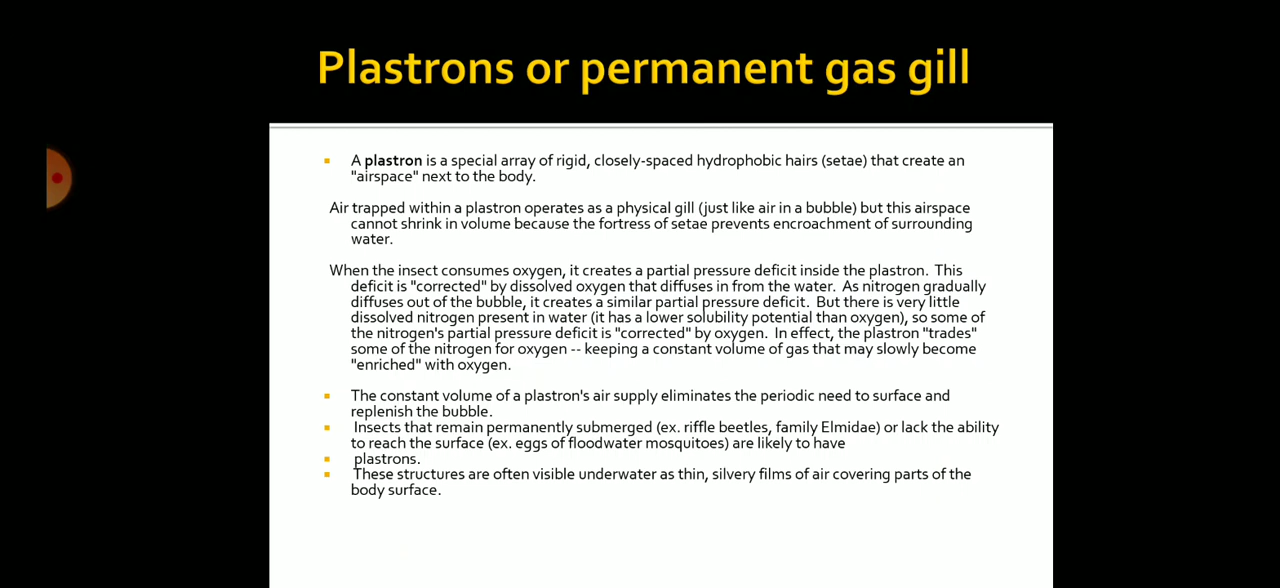 Plastrons or permanent gas gill
A plastron is a special array of rigid, closely-spaced hydrophobic hairs (setae) that create an
"airspace" next to the body.
Air trapped within a plastron operates as a physical gill (just like air in a bubble) but this airspace
cannot shrink in volume because the fortress of setae prevents encroachment of surrounding
water.
When the insect consumes oxygen, it creates a partial pressure deficit inside the plastron.  This
deficit is "corrected" by dissolved oxygen that diffuses in from the water.  As nitrogen gradually
diffuses out of the bubble, it creates a similar partial pressure deficit.  But there is very little
dissolved nitrogen present in water (it has a lower solubility potential than oxygen), so some of
the nitrogen's partial pressure deficit is "corrected" by oxygen.  In effect, the plastron "trades"
some of the nitrogen for oxygen -- keeping a constant volume of gas that may slowly become
"enriched" with oxygen.
The constant volume of a plastron's air supply eliminates the periodic need to surface and
replenish the bubble.
Insects that remain permanently submerged (ex. riffle beetles, family Elmidae) or lack the ability
to reach the surface (ex. eggs of floodwater mosquitoes) are likely to have
plastrons.
These structures are often visible underwater as thin, silvery films of air covering parts of the
body surface.